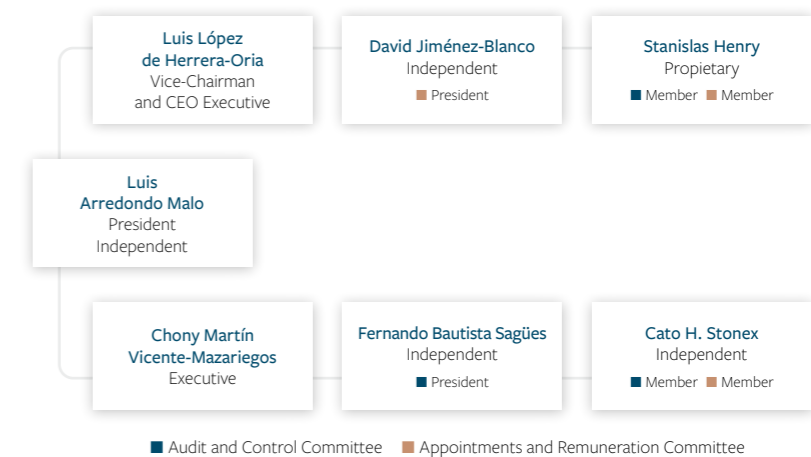 Luis López
de Herrera-Oria
Vice-Chairman
and CEO Executive
David Jiménez-Blanco
Independent
President
Stanislas Henry
Propietary
Member Member
Luis
Arredondo Malo
President
Independent
Chony Martín
Vicente-Mazariegos
Executive
Fernando Bautista Sagües
Independent
President
Cato H. Stonex
Independent
Member Member
Audit and Control Committee Appointments and Remuneration Committee